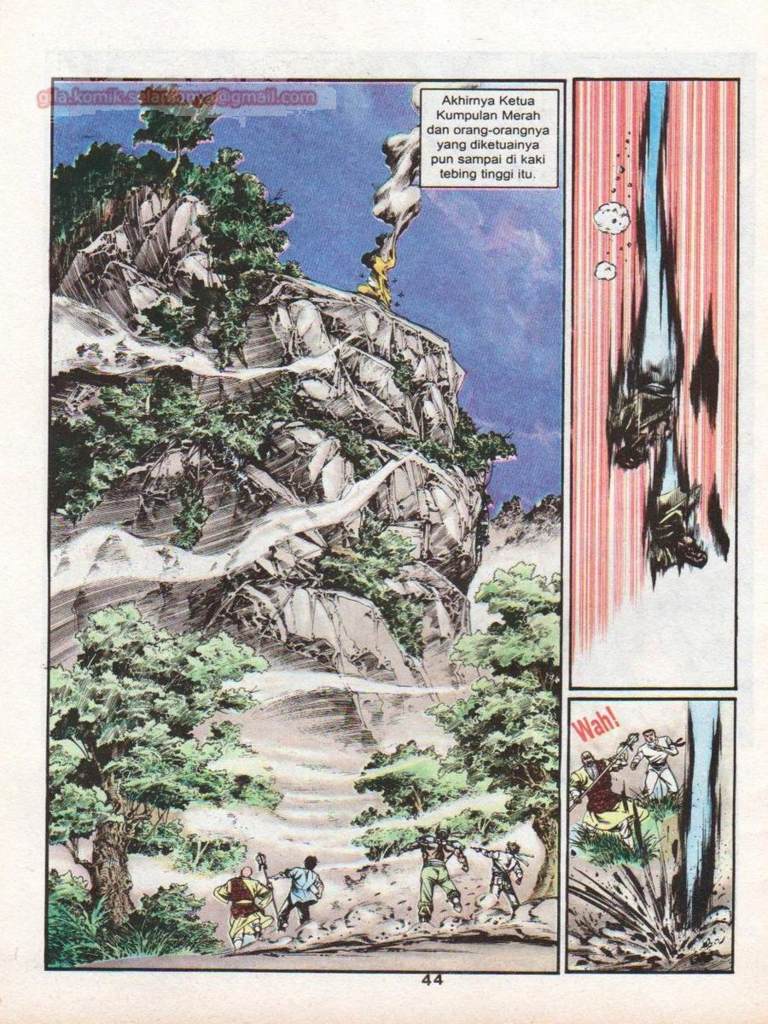 gila.komik.selamanya@gmail.com
Akhirnya Ketua
Kumpulan Merah
dan orang-orangnya
yang diketuainya
pun sampai di kaki
tebing tinggi itu.
Wah!
44